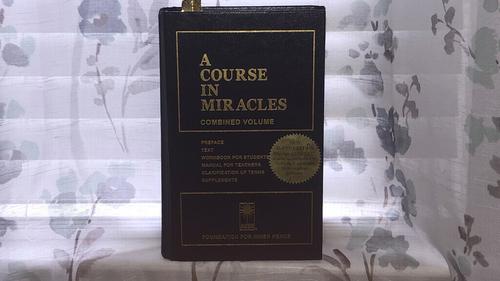 A
COURSE
IN
MIRACLES
COMBINED VOLUME
PREFACE
TEXT
WORKBOOK FOR STUDENTS
MANUAL FOR TEACHERS
CLARIFICATION OF TERMS
SUPPLEMENTS
FOUNDATION FOR INNER PEACE